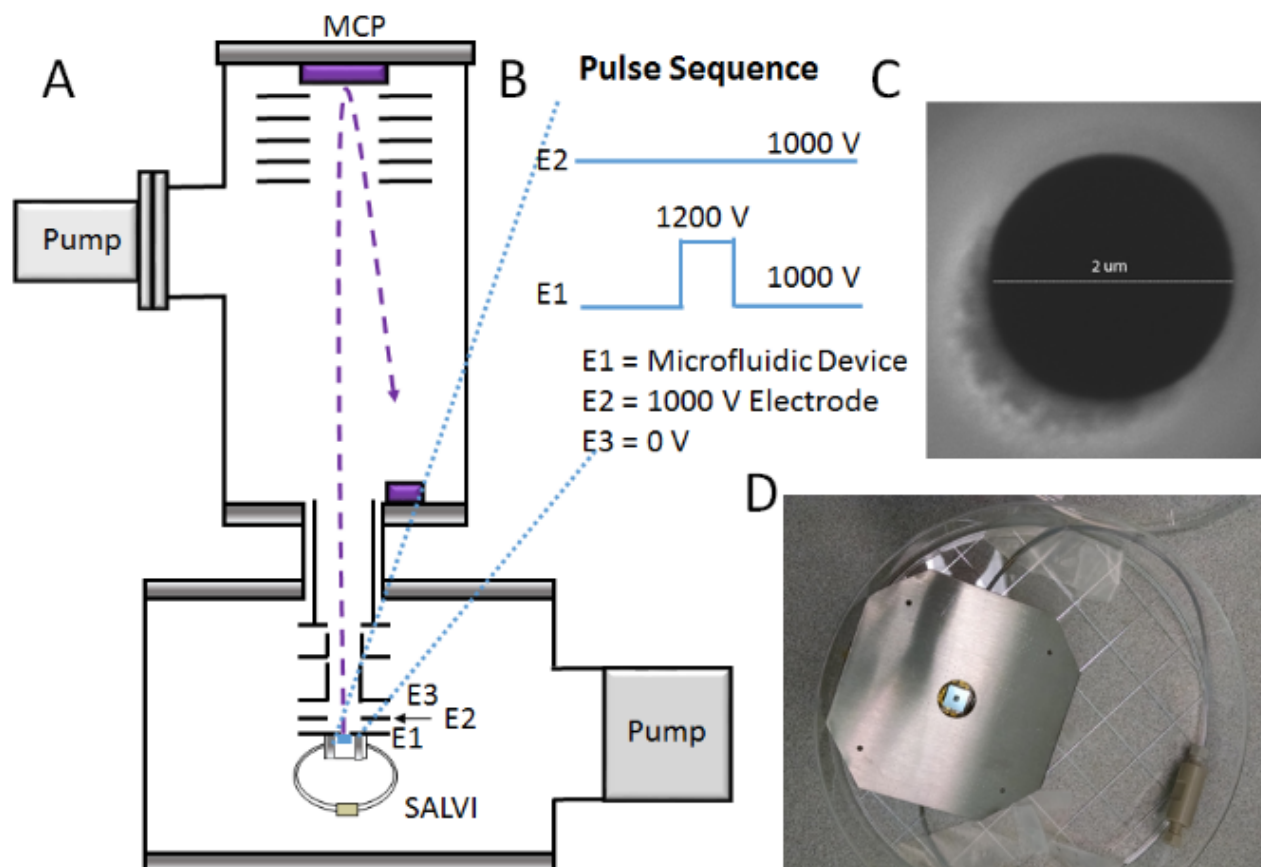 A
MCP
Pump
E3
E2
E1
SALVI
Pump
B
Pulse Sequence
E2
1000 V
1200 V
E1
1000 V
E1 = Microfluidic Device
E2 = 1000 V Electrode
E3 = 0 V
C
2 um
D